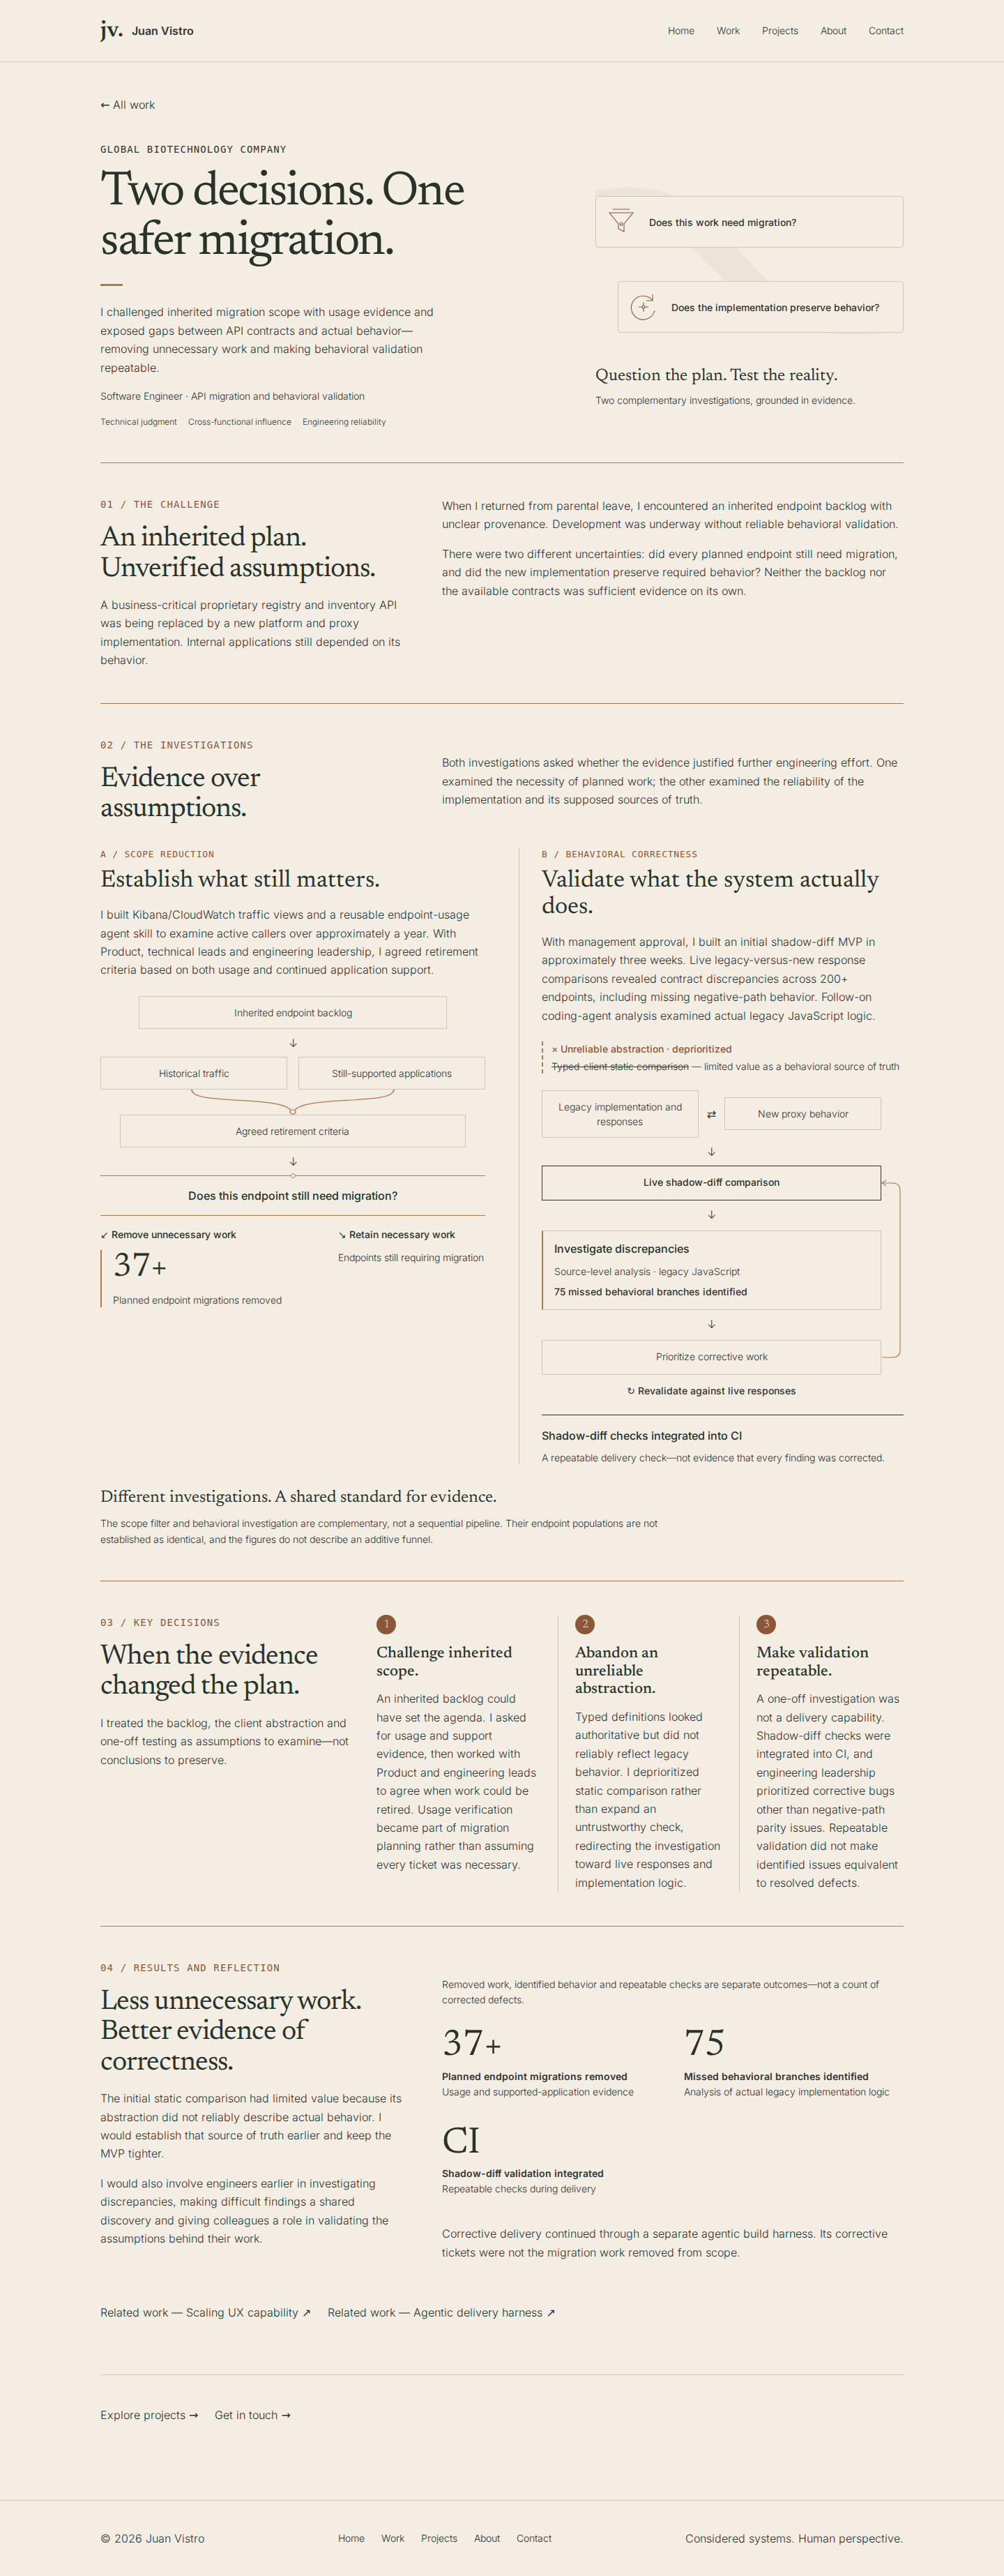 jv. Juan Vistro
Home Work Projects About Contact
← All work
GLOBAL BIOTECHNOLOGY COMPANY
Two decisions. One
safer migration.
I challenged inherited migration scope with usage evidence and
exposed gaps between API contracts and actual behavior—
removing unnecessary work and making behavioral validation
repeatable.
Software Engineer · API migration and behavioral validation
Technical judgment Cross-functional influence Engineering reliability
Does this work need migration?
Does the implementation preserve behavior?
Question the plan. Test the reality.
Two complementary investigations, grounded in evidence.
01 / THE CHALLENGE
An inherited plan.
Unverified assumptions.
A business-critical proprietary registry and inventory API
was being replaced by a new platform and proxy
implementation. Internal applications still depended on its
behavior.
When I returned from parental leave, I encountered an inherited endpoint backlog with
unclear provenance. Development was underway without reliable behavioral validation.
There were two different uncertainties: did every planned endpoint still need migration,
and did the new implementation preserve required behavior? Neither the backlog nor
the available contracts was sufficient evidence on its own.
02 / THE INVESTIGATIONS
Evidence over
assumptions.
Both investigations asked whether the evidence justified further engineering effort. One
examined the necessity of planned work; the other examined the reliability of the
implementation and its supposed sources of truth.
A / SCOPE REDUCTION
Establish what still matters.
I built Kibana/CloudWatch traffic views and a reusable endpoint-usage
agent skill to examine active callers over approximately a year. With
Product, technical leads and engineering leadership, I agreed retirement
criteria based on both usage and continued application support.
Inherited endpoint backlog
↓
Historical traffic
Still-supported applications
Agreed retirement criteria
↓
Does this endpoint still need migration?
↙ Remove unnecessary work
37+
Planned endpoint migrations removed
↘ Retain necessary work
Endpoints still requiring migration
B / BEHAVIORAL CORRECTNESS
Validate what the system actually
does.
With management approval, I built an initial shadow-diff MVP in
approximately three weeks. Live legacy-versus-new response
comparisons revealed contract discrepancies across 200+
endpoints, including missing negative-path behavior. Follow-on
coding-agent analysis examined actual legacy JavaScript logic.
× Unreliable abstraction · deprioritized
Typed-client static comparison — limited value as a behavioral source of truth
Legacy implementation and
responses
⇄
New proxy behavior
↓
Live shadow-diff comparison
↓
Investigate discrepancies
Source-level analysis · legacy JavaScript
75 missed behavioral branches identified
↓
Prioritize corrective work
↻ Revalidate against live responses
Shadow-diff checks integrated into CI
A repeatable delivery check—not evidence that every finding was corrected.
Different investigations. A shared standard for evidence.
The scope filter and behavioral investigation are complementary, not a sequential pipeline. Their endpoint populations are not
established as identical, and the figures do not describe an additive funnel.
03 / KEY DECISIONS
When the evidence
changed the plan.
I treated the backlog, the client abstraction and
one-off testing as assumptions to examine—not
conclusions to preserve.
1
Challenge inherited
scope.
An inherited backlog could
have set the agenda. I asked
for usage and support
evidence, then worked with
Product and engineering leads
to agree when work could be
retired. Usage verification
became part of migration
planning rather than assuming
every ticket was necessary.
2
Abandon an
unreliable
abstraction.
Typed definitions looked
authoritative but did not
reliably reflect legacy
behavior. I deprioritized
static comparison rather
than expand an
untrustworthy check,
redirecting the investigation
toward live responses and
implementation logic.
3
Make validation
repeatable.
A one-off investigation was
not a delivery capability.
Shadow-diff checks were
integrated into CI, and
engineering leadership
prioritized corrective bugs
other than negative-path
parity issues. Repeatable
validation did not make
identified issues equivalent
to resolved defects.
04 / RESULTS AND REFLECTION
Less unnecessary work.
Better evidence of
correctness.
The initial static comparison had limited value because its
abstraction did not reliably describe actual behavior. I
would establish that source of truth earlier and keep the
MVP tighter.
I would also involve engineers earlier in investigating
discrepancies, making difficult findings a shared
discovery and giving colleagues a role in validating the
assumptions behind their work.
Removed work, identified behavior and repeatable checks are separate outcomes—not a count of
corrected defects.
37+
Planned endpoint migrations removed
Usage and supported-application evidence
75
Missed behavioral branches identified
Analysis of actual legacy implementation logic
CI
Shadow-diff validation integrated
Repeatable checks during delivery
Corrective delivery continued through a separate agentic build harness. Its corrective
tickets were not the migration work removed from scope.
Related work — Scaling UX capability ↗ Related work — Agentic delivery harness ↗
Explore projects → Get in touch →
© 2026 Juan Vistro
Home Work Projects About Contact
Considered systems. Human perspective.